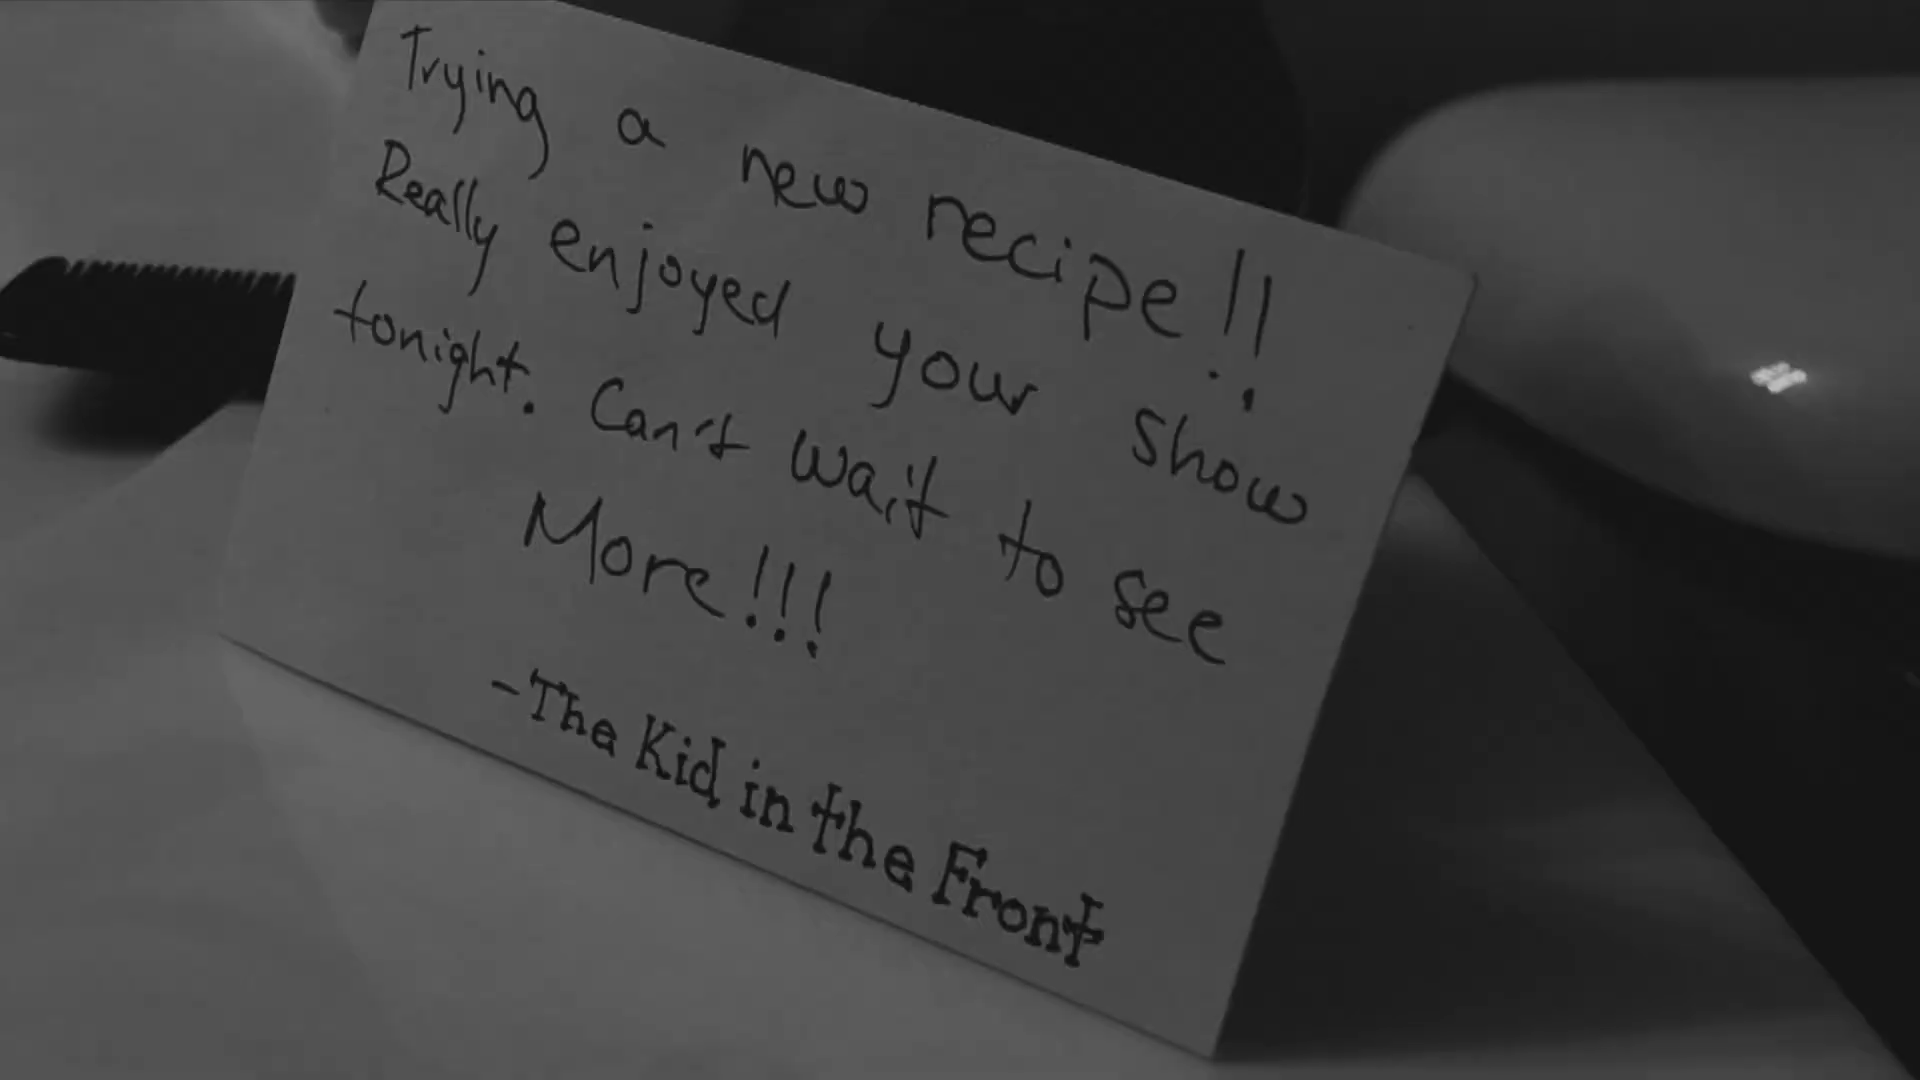 Trying a new recipe!!
Really enjoyed your show
tonight. Can't wait to see
More!!!
-The Kid in the Front